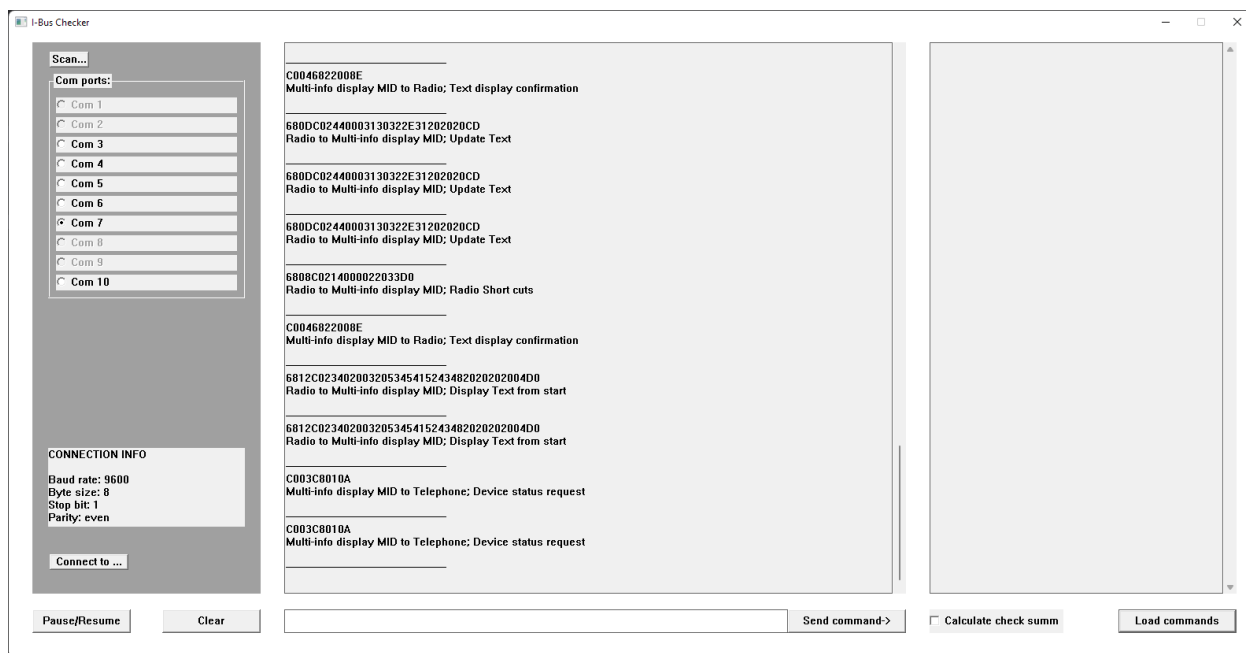 I-Bus Checker
Scan...
Com ports:
Com 1
Com 2
Com 3
Com 4
Com 5
Com 6
Com 7
Com 8
Com 9
Com 10
CONNECTION INFO
Baud rate: 9600
Byte size: 8
Stop bit: 1
Parity: even
Connect to ...
Pause/Resume
Clear
C0046822008E
Multi-info display MID to Radio; Text display confirmation
680DC02440003130322E31202020CD
Radio to Multi-info display MID; Update Text
680DC02440003130322E31202020CD
Radio to Multi-info display MID; Update Text
680DC02440003130322E31202020CD
Radio to Multi-info display MID; Update Text
6808C0214000022033D0
Radio to Multi-info display MID; Radio Short cuts
C0046822008E
Multi-info display MID to Radio; Text display confirmation
6812C023402003205345415243482020202004D0
Radio to Multi-info display MID; Display Text from start
6812C023402003205345415243482020202004D0
Radio to Multi-info display MID; Display Text from start
C003C8010A
Multi-info display MID to Telephone; Device status request
C003C8010A
Multi-info display MID to Telephone; Device status request
Send command->
Calculate check summ
Load commands